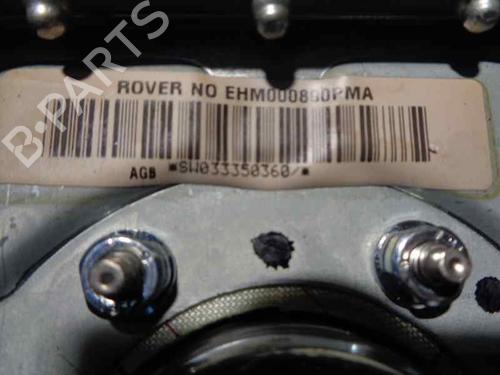 B-PARTS
ROVER NO EHM000860PMA
AGB *SW033350360/*